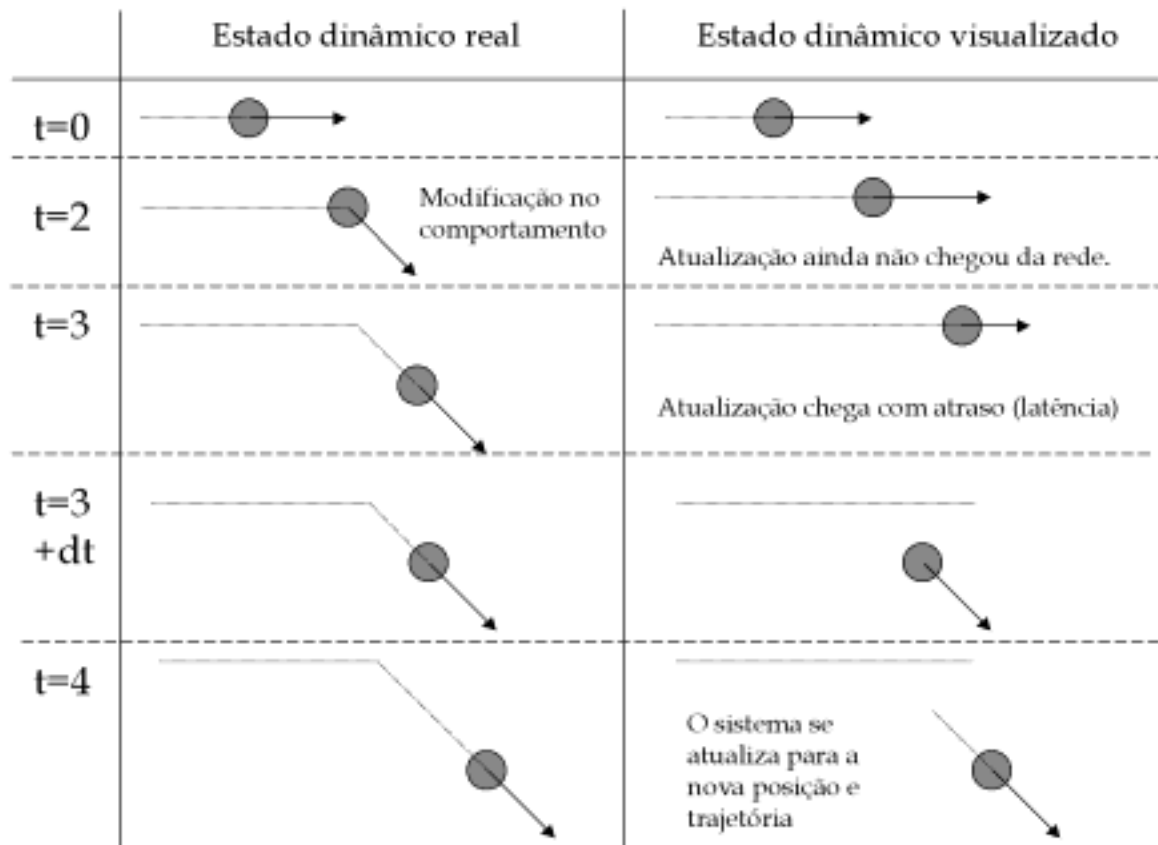 Estado dinâmico real
Estado dinâmico visualizado
t=0
t=2
Modificação no
comportamento
Atualização ainda não chegou da rede.
t=3
Atualização chega com atraso (latência)
t=3
+dt
t=4
O sistema se
atualiza para a
nova posição e
trajetória